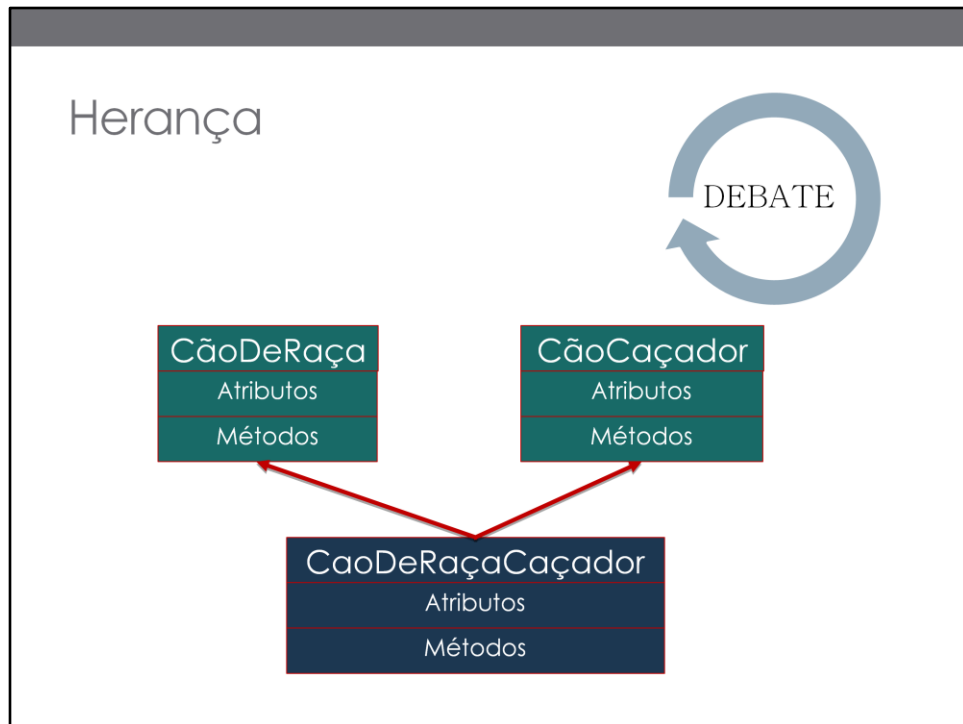 Herança
DEBATE
CãoDeRaça
Atributos
Métodos
CãoCaçador
Atributos
Métodos
CaoDeRaçaCaçador
Atributos
Métodos